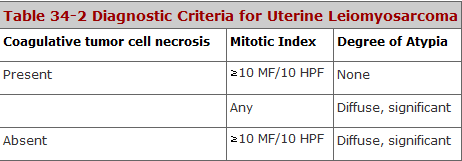 Table 34-2 Diagnostic Criteria for Uterine Leiomyosarcoma
Coagulative tumor cell necrosis Mitotic Index Degree of Atypia
Present ≥10 MF/10 HPF None
Any Diffuse, significant
Absent ≥10 MF/10 HPF Diffuse, significant